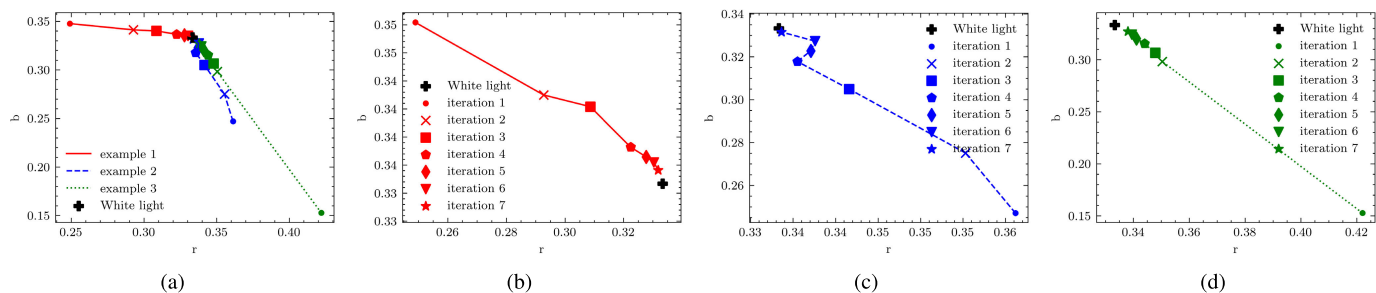 0.35
0.30
0.25
0.20
0.15
b
example 1
example 2
example 3
White light
0.25
0.30
0.35
0.40
r
(a)
0.35
0.35
0.34
0.34
0.34
0.33
0.33
b
White light
iteration 1
iteration 2
iteration 3
iteration 4
iteration 5
iteration 6
iteration 7
0.26
0.28
0.30
0.32
r
(b)
0.34
0.32
0.30
0.28
0.26
b
White light
iteration 1
iteration 2
iteration 3
iteration 4
iteration 5
iteration 6
iteration 7
0.33
0.34
0.34
0.35
0.35
0.36
r
(c)
0.35
0.30
0.25
0.20
0.15
b
White light
iteration 1
iteration 2
iteration 3
iteration 4
iteration 5
iteration 6
iteration 7
0.34
0.36
0.38
0.40
0.42
r
(d)